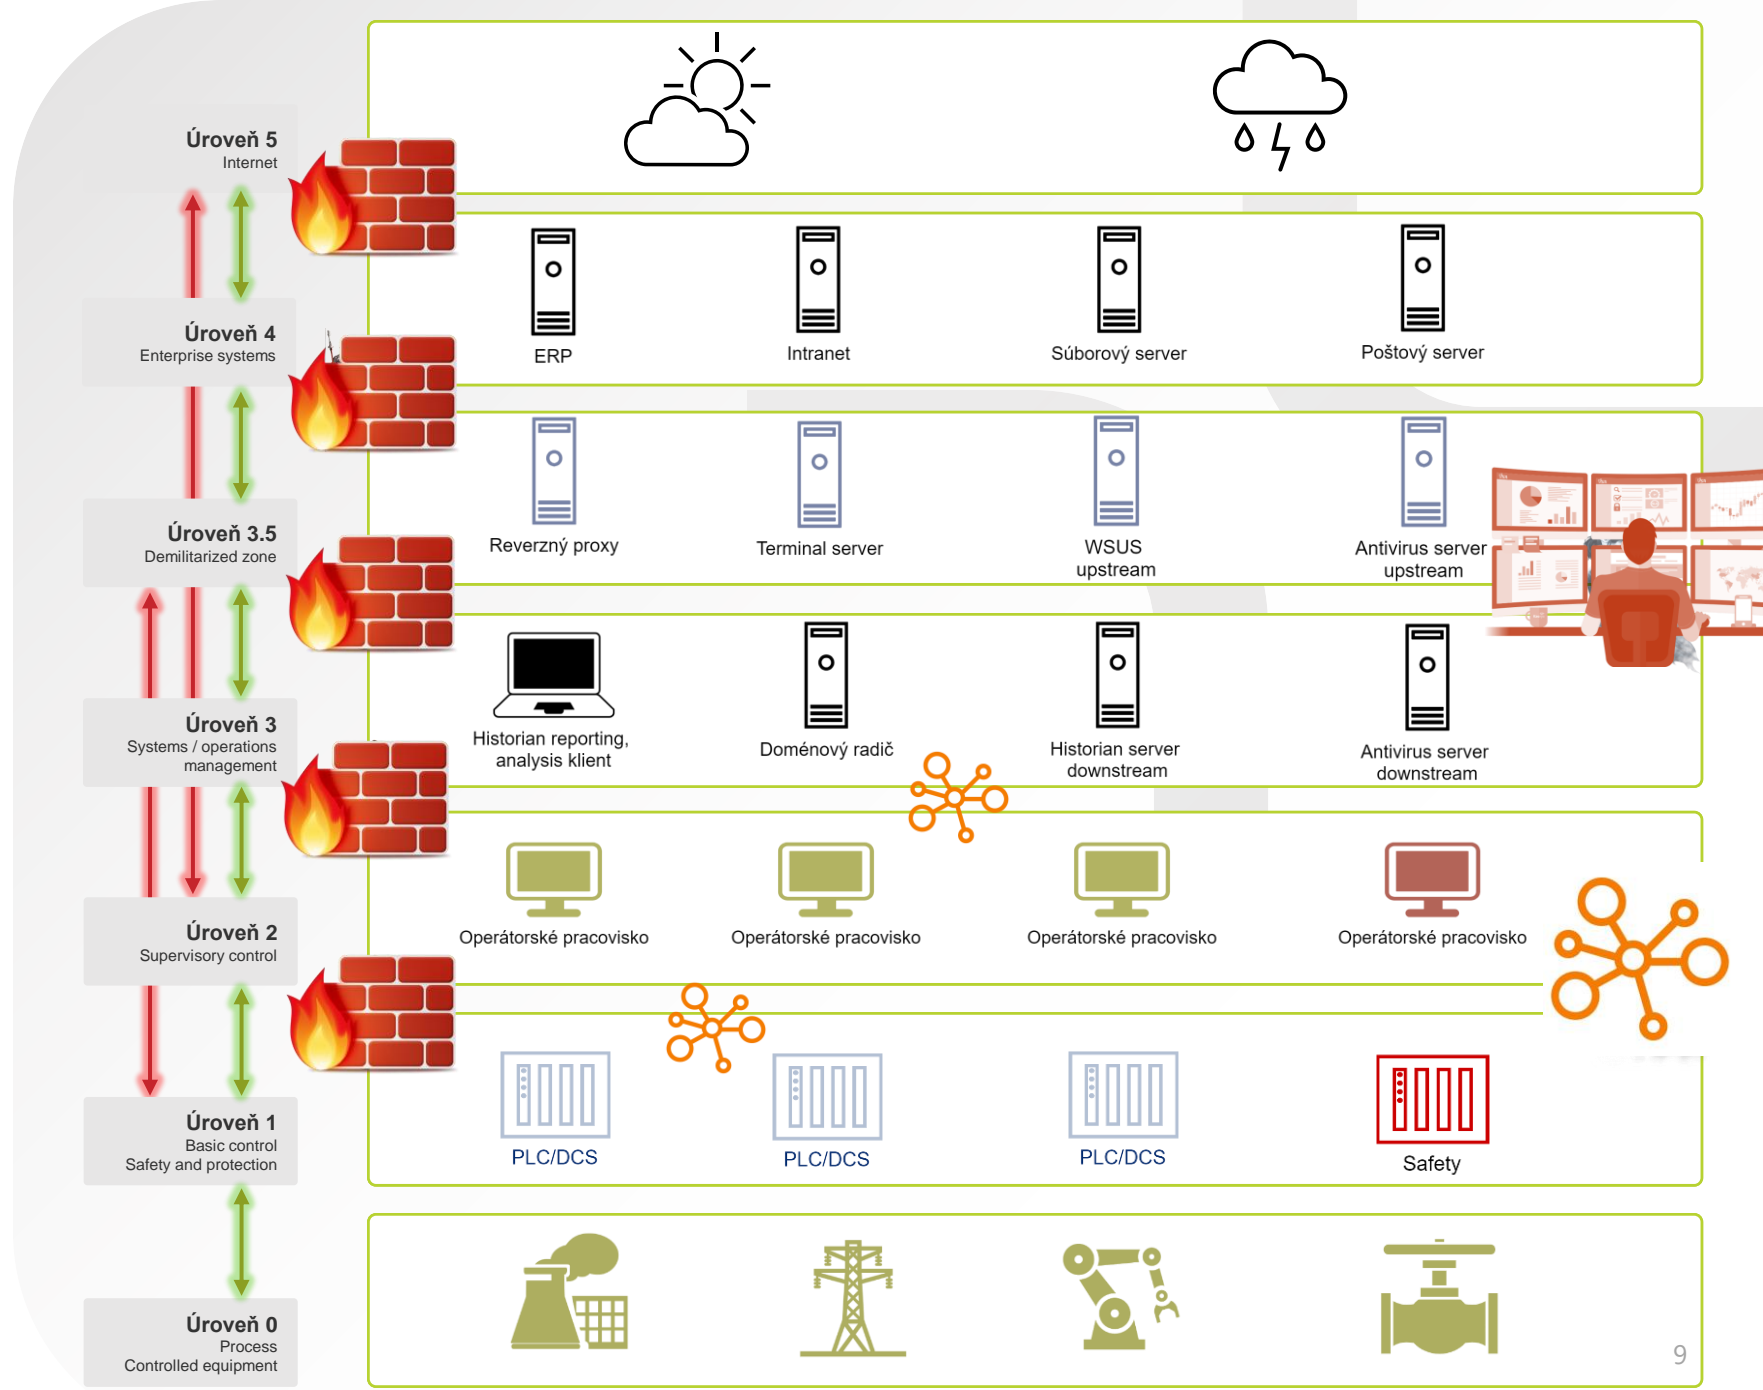 Úroveň 5
Internet
Úroveň 4
Enterprise systems
ERP
Intranet
Súborový server
Poštový server
Úroveň 3.5
Demilitarized zone
Reverzný proxy
Terminal server
WSUS
upstream
Antivirus server
upstream
Úroveň 3
Systems / operations
management
Historian reporting,
analysis klient
Doménový radič
Historian server
downstream
Antivirus server
downstream
Úroveň 2
Supervisory control
Operátorské pracovisko
Operátorské pracovisko
Operátorské pracovisko
Operátorské pracovisko
Úroveň 1
Basic control
Safety and protection
PLC/DCS
PLC/DCS
PLC/DCS
Safety
Úroveň 0
Process
Controlled equipment
9